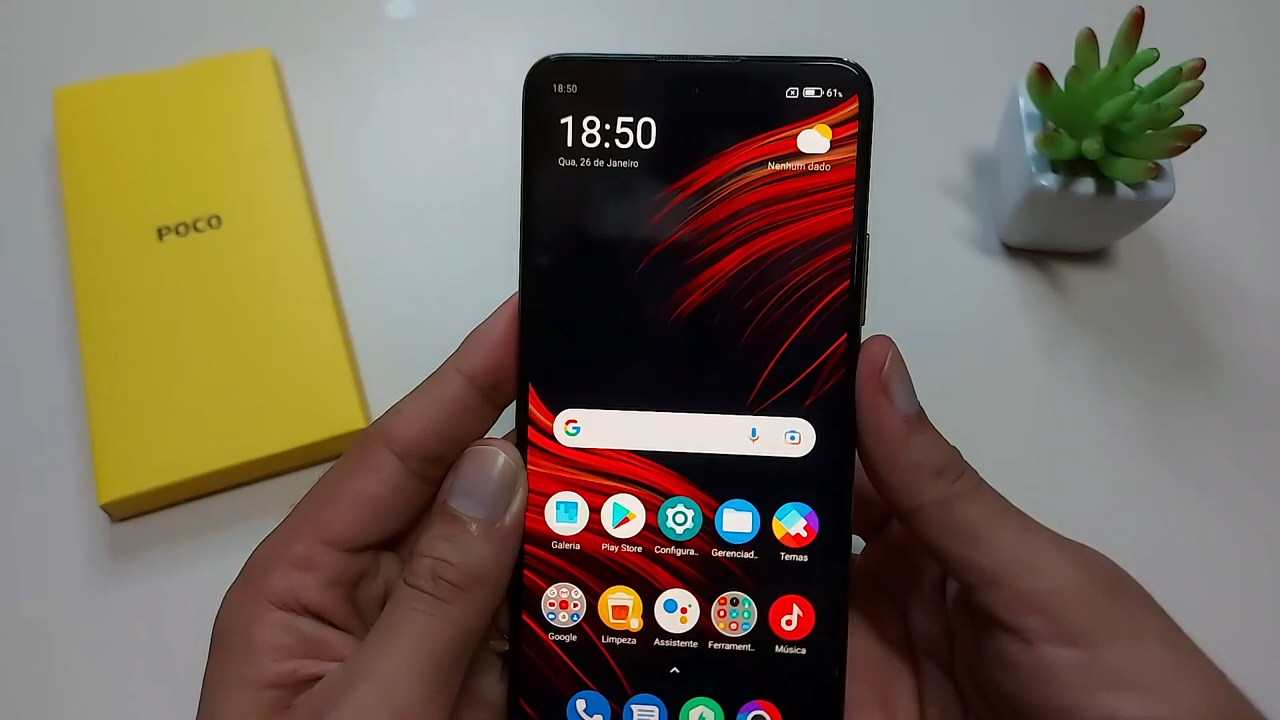 POCO
18:50
61%
18:50
Qua, 26 de Janeiro
Nenhum dado
Galeria
Play Store
Configura..
Gerenciad..
Temas
Google
Limpeza
Assistente
Ferrament..
Música